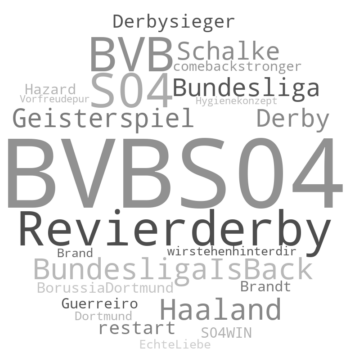 Derbysieger
BVB Schalke
comebackstronger
Hazard S04 Bundesliga
Vorfreudepur Hygienekonzept
Geisterspiel Derby
BVBS04
Revierderby
Brand wirstehenhinterdir
BundesligaIsBack
BorussiaDortmund Brandt
Guerreiro Haaland
Dortmund
restart S04WIN
EchteLiebe